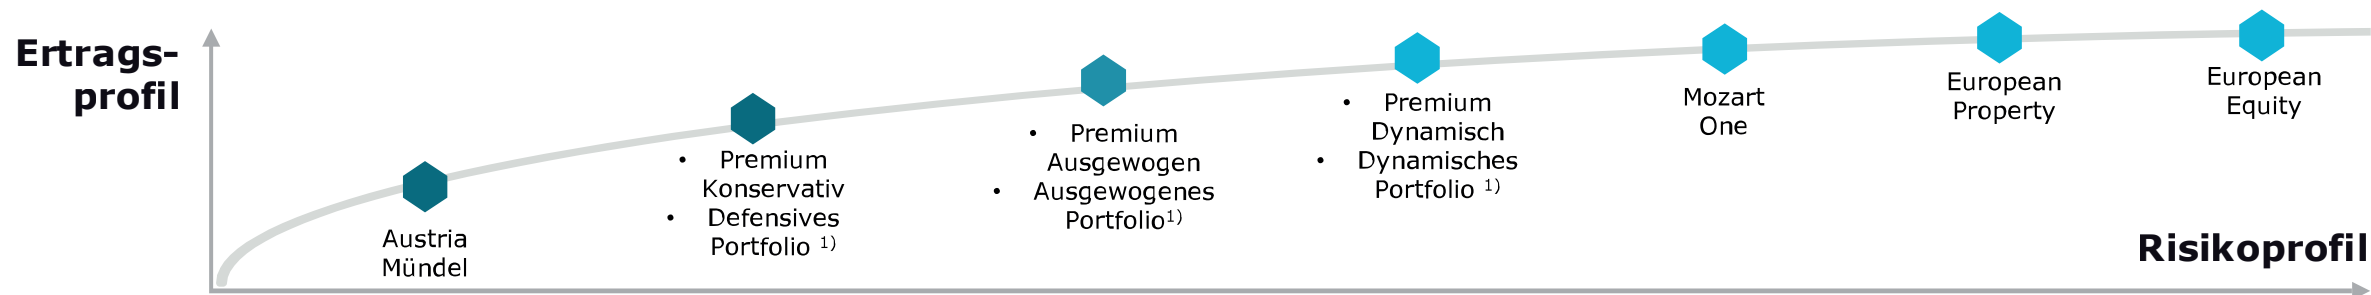 Ertrags-
profil
Austria
Mündel
• Premium
Konservativ
• Defensives
Portfolio 1)
• Premium
Ausgewogen
• Ausgewogenes
Portfolio1)
• Premium
Dynamisch
• Dynamisches
Portfolio 1)
Mozart
One
European
Property
European
Equity
Risikoprofil